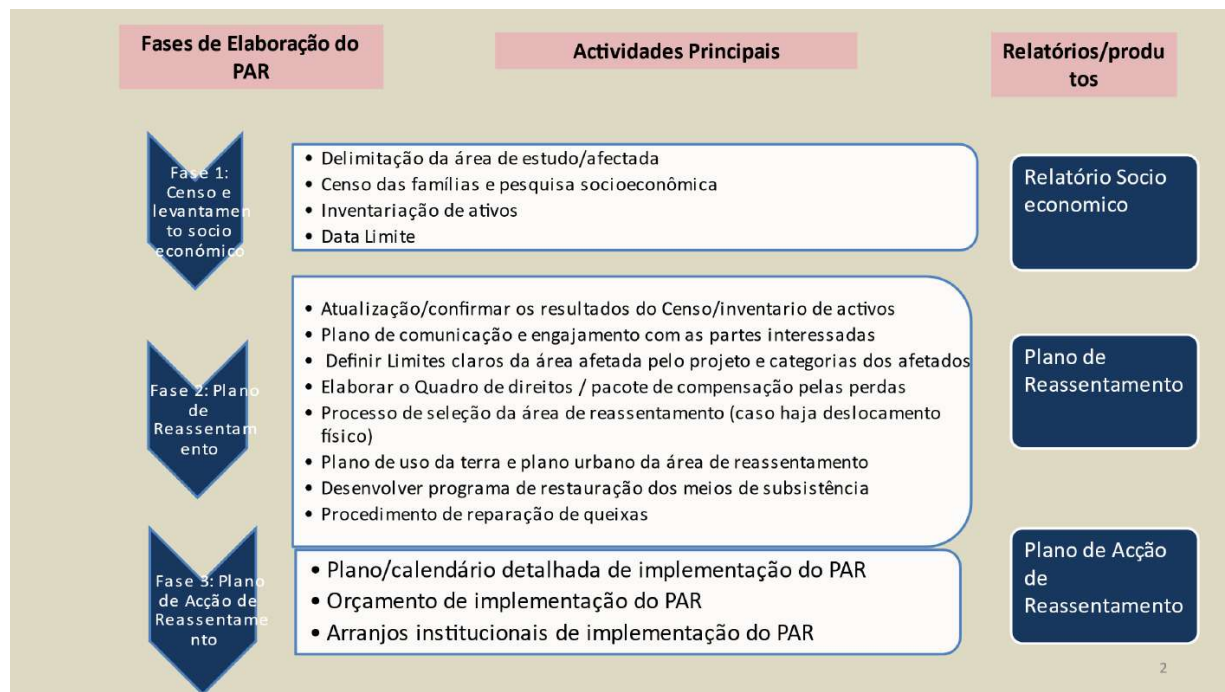 Fases de Elaboração do
PAR
Actividades Principais
Relatórios/produ
tos
Fase 1:
Censo e
levantamen
to socio
económico
• Delimitação da área de estudo/afectada
• Censo das famílias e pesquisa socioeconômica
• Inventariação de ativos
• Data Limite
Relatório Socio
economico
Fase 2: Plano
de
Reassentam
ento
• Atualização/confirmar os resultados do Censo/inventario de activos
• Plano de comunicação e engajamento com as partes interessadas
• Definir Limites claros da área afetada pelo projeto e categorias dos afetados
• Elaborar o Quadro de direitos / pacote de compensação pelas perdas
• Processo de seleção da área de reassentamento (caso haja deslocamento
físico)
• Plano de uso da terra e plano urbano da área de reassentamento
• Desenvolver programa de restauração dos meios de subsistência
• Procedimento de reparação de queixas
Plano de
Reassentamento
Fase 3: Plano
de Acção de
Reassentame
nto
• Plano/calendário detalhada de implementação do PAR
• Orçamento de implementação do PAR
• Arranjos institucionais de implementação do PAR
Plano de Acção
de
Reassentamento
2